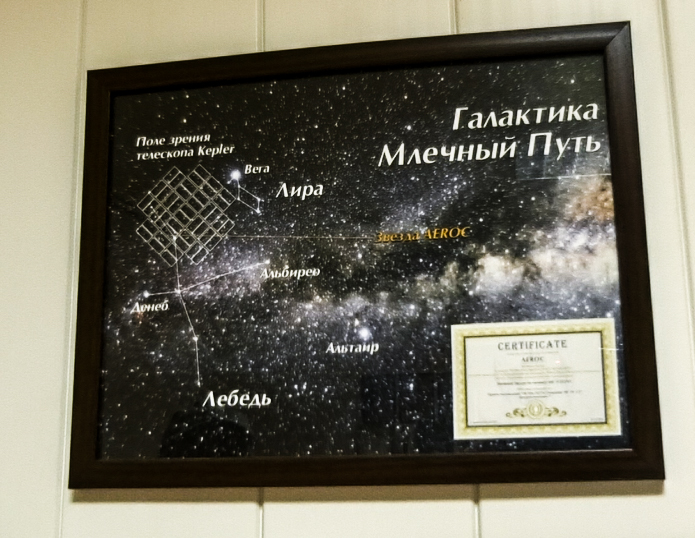 Галактика
Млечный Путь
Поле зрения
телескопа Kepler
Вега
Лира
Звезда AEROC
Альбирео
Денеб
Альтаир
Лебедь
CERTIFICATE
AEROC